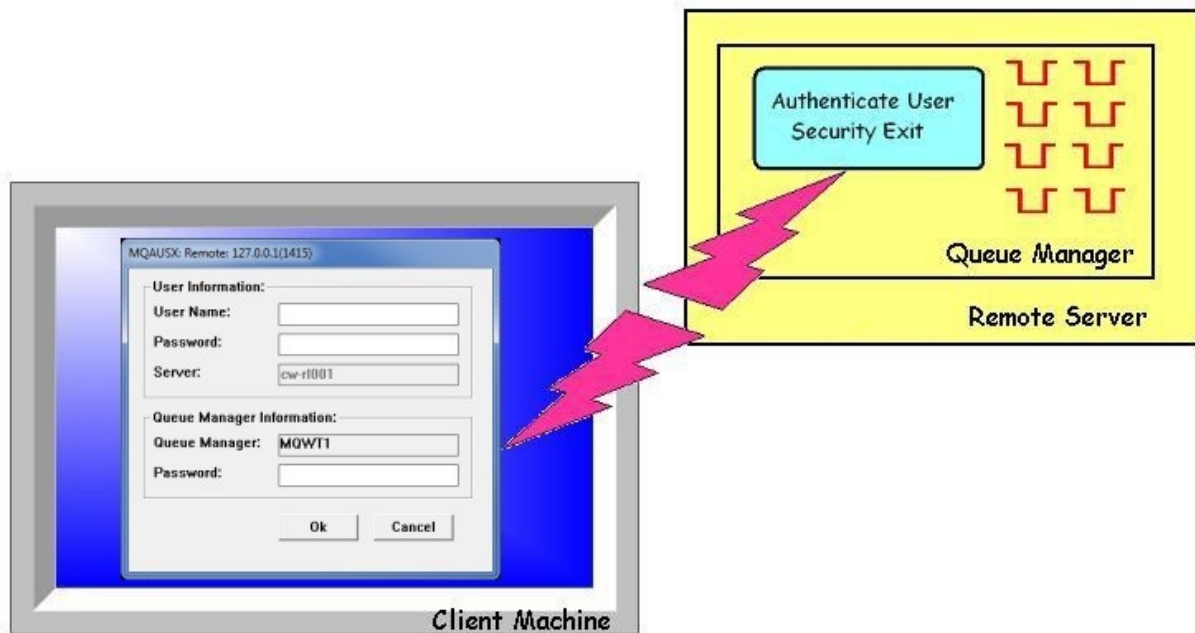 Authenticate User
Security Exit
Queue Manager
Remote Server
MQAUSX: Remote: 127.0.0.1(1415)
User Information:
User Name:
Password:
Server: cw-rl001
Queue Manager Information:
Queue Manager: MQWT1
Password:
Ok Cancel
Client Machine